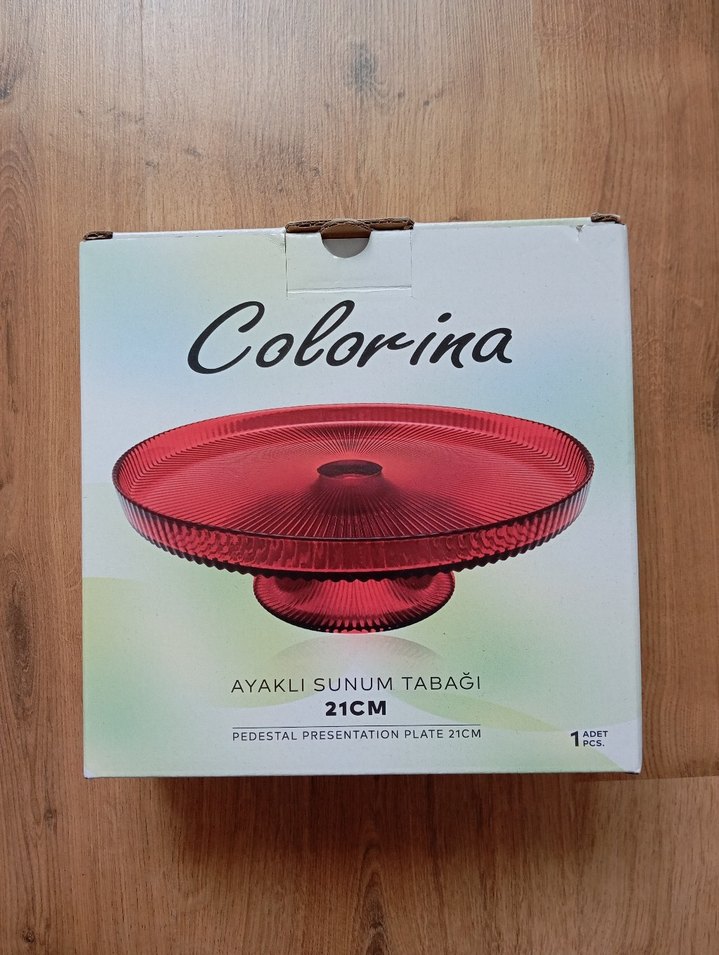 Colorina
AYAKLI SUNUM TABAĞI
21CM
PEDESTAL PRESENTATION PLATE 21CM
1 ADET
PCS.